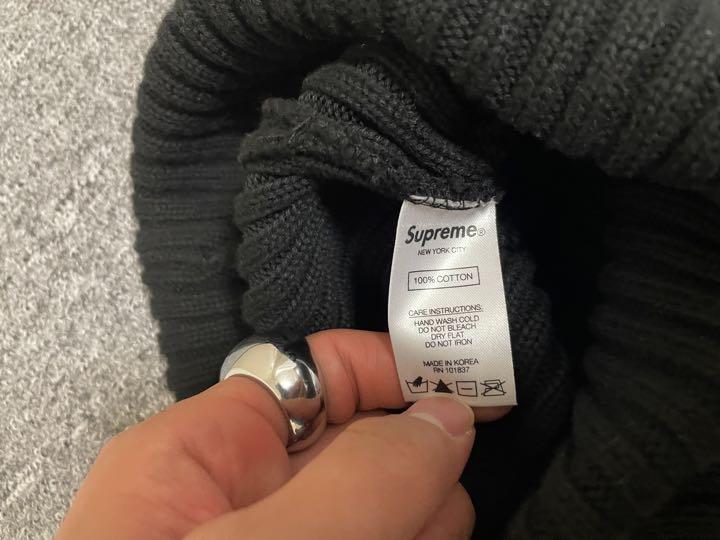 Supreme®
NEW YORK CITY
100% COTTON
CARE INSTRUCTIONS:
HAND WASH COLD
DO NOT BLEACH
DRY FLAT
DO NOT IRON
MADE IN KOREA
RN 101837